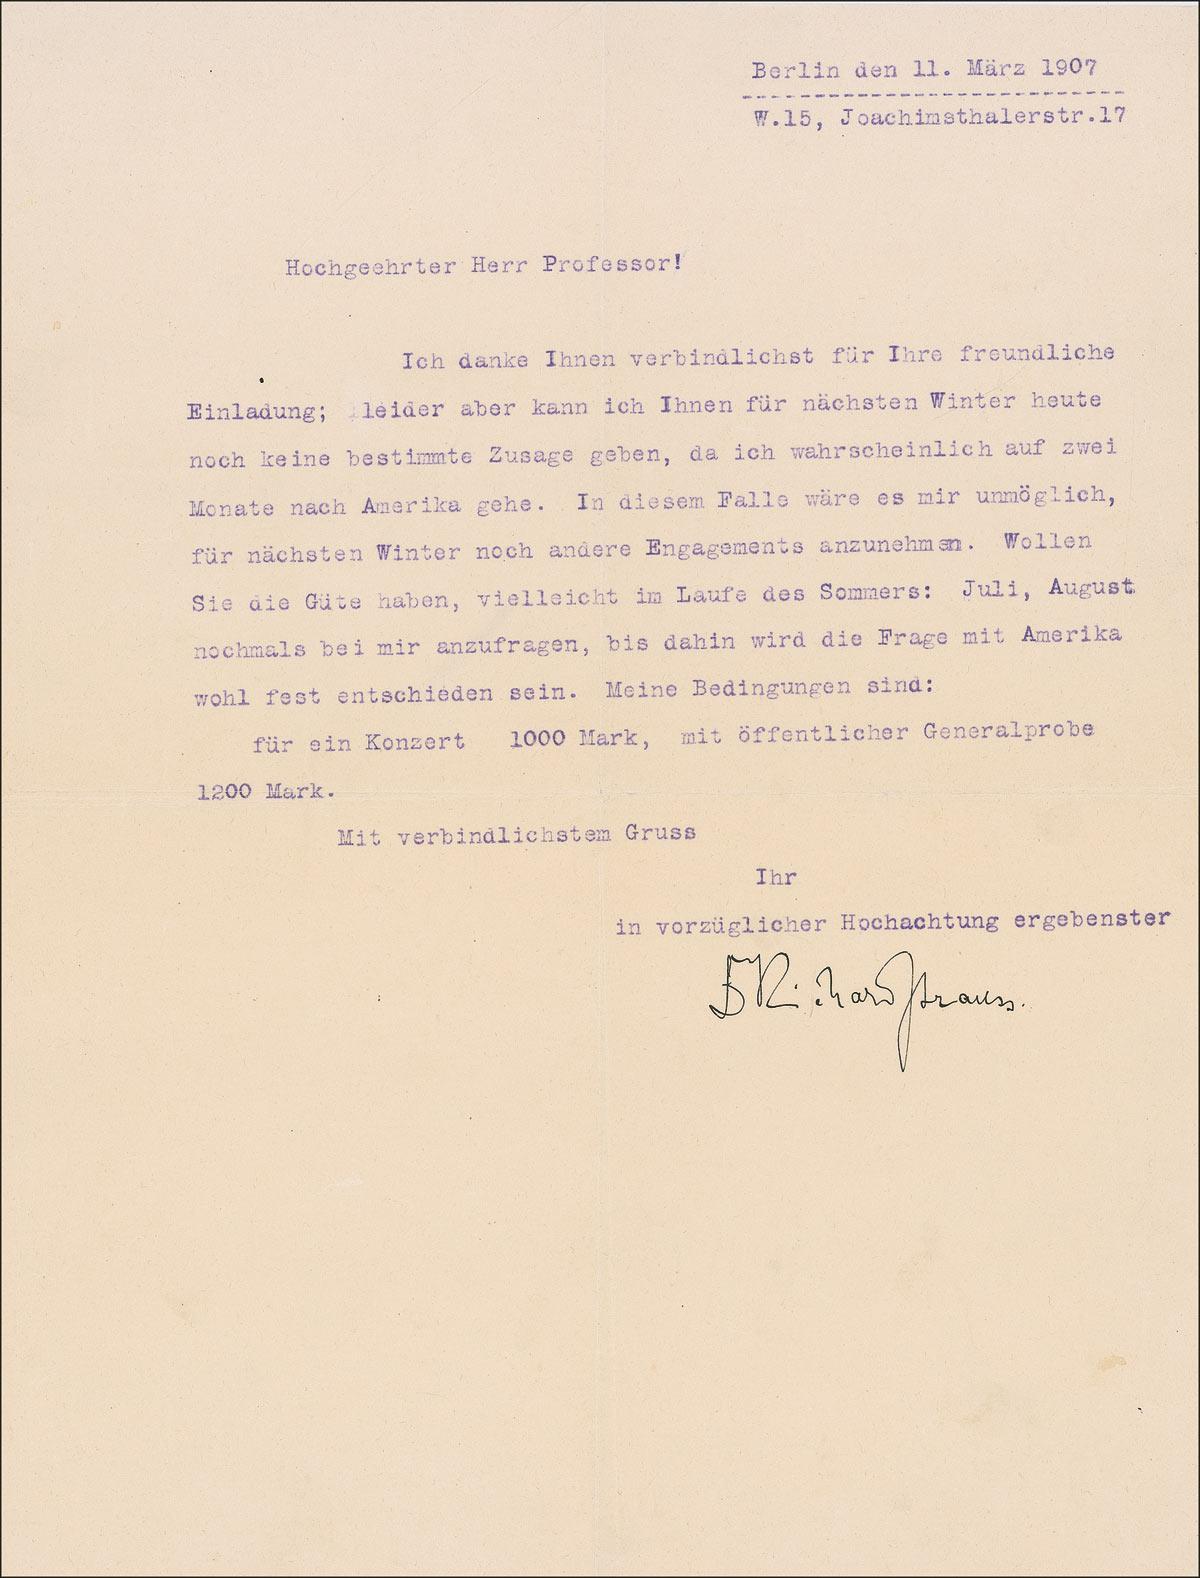 Berlin den 11. März 1907
---------------------------
W.15, Joachimsthalerstr.17
Hochgeehrter Herr Professor!
Ich danke Ihnen verbindlichst für Ihre freundliche
Einladung; leider aber kann ich Ihnen für nächsten Winter heute
noch keine bestimmte Zusage geben, da ich wahrscheinlich auf zwei
Monate nach Amerika gehe. In diesem Falle wäre es mir unmöglich,
für nächsten Winter noch andere Engagements anzunehmen. Wollen
Sie die Güte haben, vielleicht im Laufe des Sommers: Juli, August
nochmals bei mir anzufragen, bis dahin wird die Frage mit Amerika
wohl fest entschieden sein. Meine Bedingungen sind:
für ein Konzert 1000 Mark, mit öffentlicher Generalprobe
1200 Mark.
Mit verbindlichstem Gruss
Ihr
in vorzüglicher Hochachtung ergebenster
D Richard Strauss.